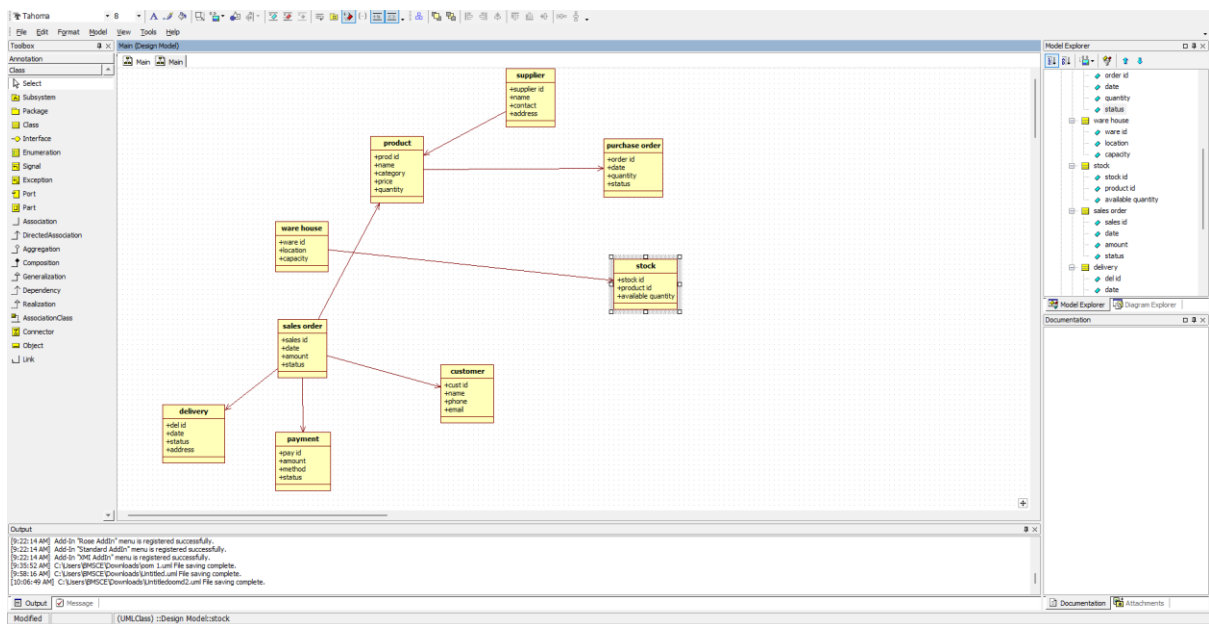 Tahoma 8
File Edit Format Model View Tools Help
Toolbox
Annotation
Class
Select
Subsystem
Package
Class
Interface
Enumeration
Signal
Exception
Port
Part
Association
DirectedAssociation
Aggregation
Composition
Generalization
Dependency
Realization
AssociationClass
Connector
Object
Link
Main (Design Model)
Main Main
supplier
+supplier id
+name
+contact
+address
product
+prod id
+name
+category
+price
+quantity
purchase order
+order id
+date
+quantity
+status
ware house
+ware id
+location
+capacity
stock
+stock id
+product id
+available quantity
sales order
+sales id
+date
+amount
+status
customer
+cust id
+name
+phone
+email
delivery
+del id
+date
+status
+address
payment
+pay id
+amount
+method
+status
Model Explorer
order id
date
quantity
status
ware house
ware id
location
capacity
stock
stock id
product id
available quantity
sales order
sales id
date
amount
status
delivery
del id
date
Model Explorer Diagram Explorer
Documentation
Output
[9:22:14 AM] Add-In "Rose AddIn" menu is registered successfully.
[9:22:14 AM] Add-In "Standard AddIn" menu is registered successfully.
[9:22:14 AM] Add-In "XMI AddIn" menu is registered successfully.
[9:35:52 AM] C:\Users\BMSCE\Downloads\pom 1.uml File saving complete.
[9:58:16 AM] C:\Users\BMSCE\Downloads\Untitled.uml File saving complete.
[10:06:49 AM] C:\Users\BMSCE\Downloads\Untitledoomd2.uml File saving complete.
Output Message
Documentation Attachments
Modified (UMLClass) ::Design Model::stock